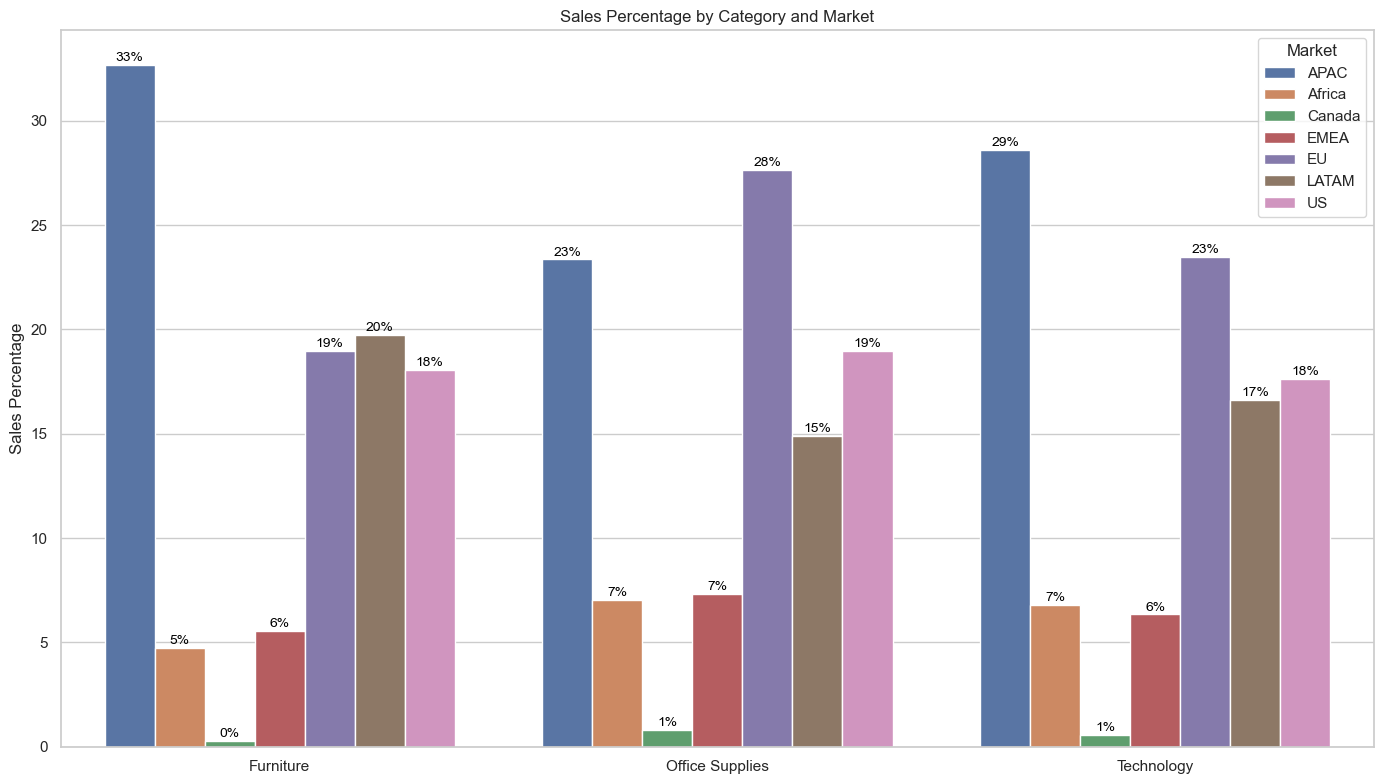 Sales Percentage by Category and Market
Sales Percentage
30
25
20
15
10
5
0
33%
5%
0%
6%
19%
20%
18%
23%
7%
1%
7%
28%
15%
19%
29%
7%
1%
6%
23%
17%
18%
Furniture
Office Supplies
Technology
Market
APAC
Africa
Canada
EMEA
EU
LATAM
US